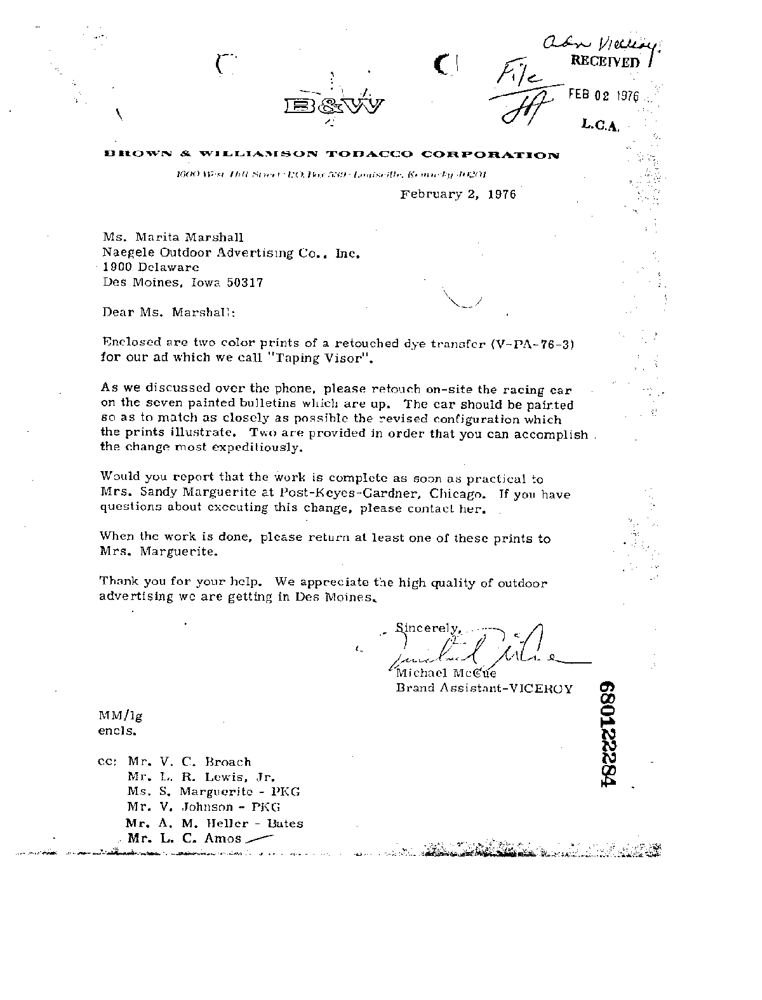 adv Viceroy.
RECEIVED
File
FEB 02 1976
L.C.A.
B&W
BROWN & WILLIAMSON TOBACCO CORPORATION
1600 West Hill Street · P.O. Box · Louisville, Kentucky 40201
February 2, 1976
Ms. Marita Marshall
Naegele Outdoor Advertising Co., Inc.
1900 Delaware
Des Moines, Iowa 50317
Dear Ms. Marshall:
Enclosed are two color prints of a retouched dye transfer (V-PA-76-3)
for our ad which we call "Taping Visor".
As we discussed over the phone, please retouch on-site the racing car
on the seven painted bulletins which are up. The car should be painted
so as to match as closely as possible the revised configuration which
the prints illustrate. Two are provided in order that you can accomplish
the change most expeditiously.
Would you report that the work is complete as soon as practical to
Mrs. Sandy Marguerite at Post-Keyes-Gardner, Chicago. If you have
questions about executing this change, please contact her.
When the work is done, please return at least one of these prints to
Mrs. Marguerite.
Thank you for your help. We appreciate the high quality of outdoor
advertising we are getting in Des Moines.
Sincerely,
Michael McCue
Brand Assistant-VICEROY
MM/lg
encls.
cc: Mr. V. C. Broach
Mr. L. R. Lewis, Jr.
Ms. S. Marguerite - PKG
Mr. V. Johnson - PKG
Mr. A. M. Heller - Bates
Mr. L. C. Amos
680122284